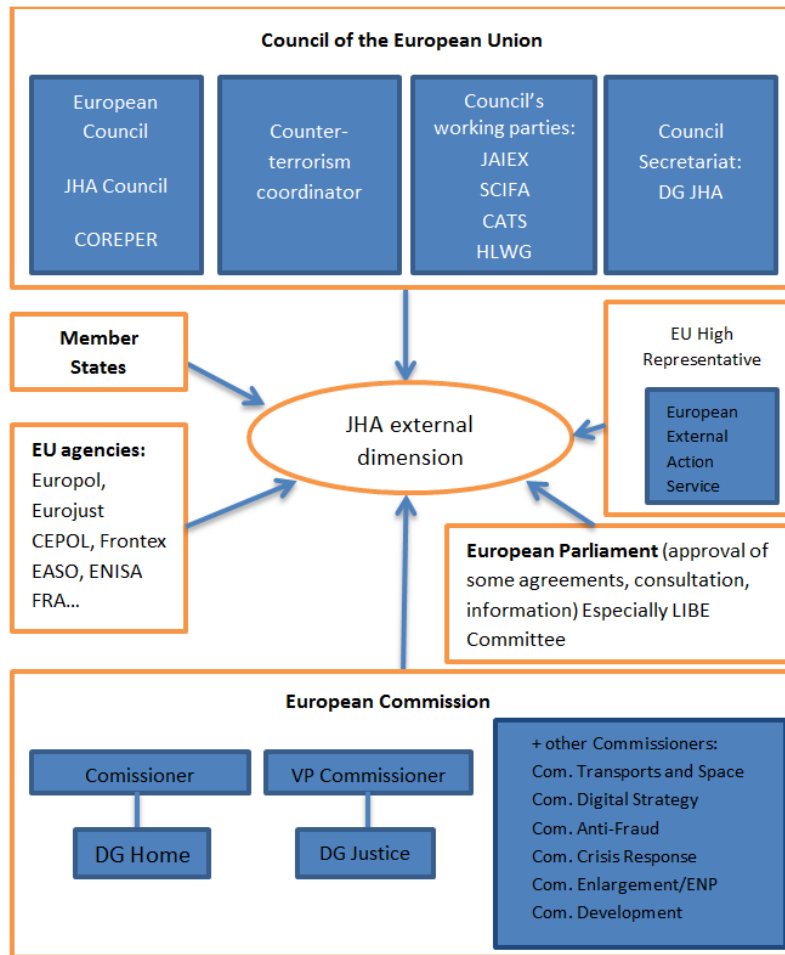 Council of the European Union
European
Council
JHA Council
COREPER
Counter-
terrorism
coordinator
Council's
working parties:
JAIEX
SCIFA
CATS
HLWG
Council
Secretariat:
DG JHA
Member
States
EU High
Representative
European
External
Action
Service
JHA external
dimension
EU agencies:
Europol,
Eurojust
CEPOL, Frontex
EASO, ENISA
FRA...
European Parliament (approval of
some agreements, consultation,
information) Especially LIBE
Committee
European Commission
Comissioner
DG Home
VP Commissioner
DG Justice
+ other Commissioners:
Com. Transports and Space
Com. Digital Strategy
Com. Anti-Fraud
Com. Crisis Response
Com. Enlargement/ENP
Com. Development